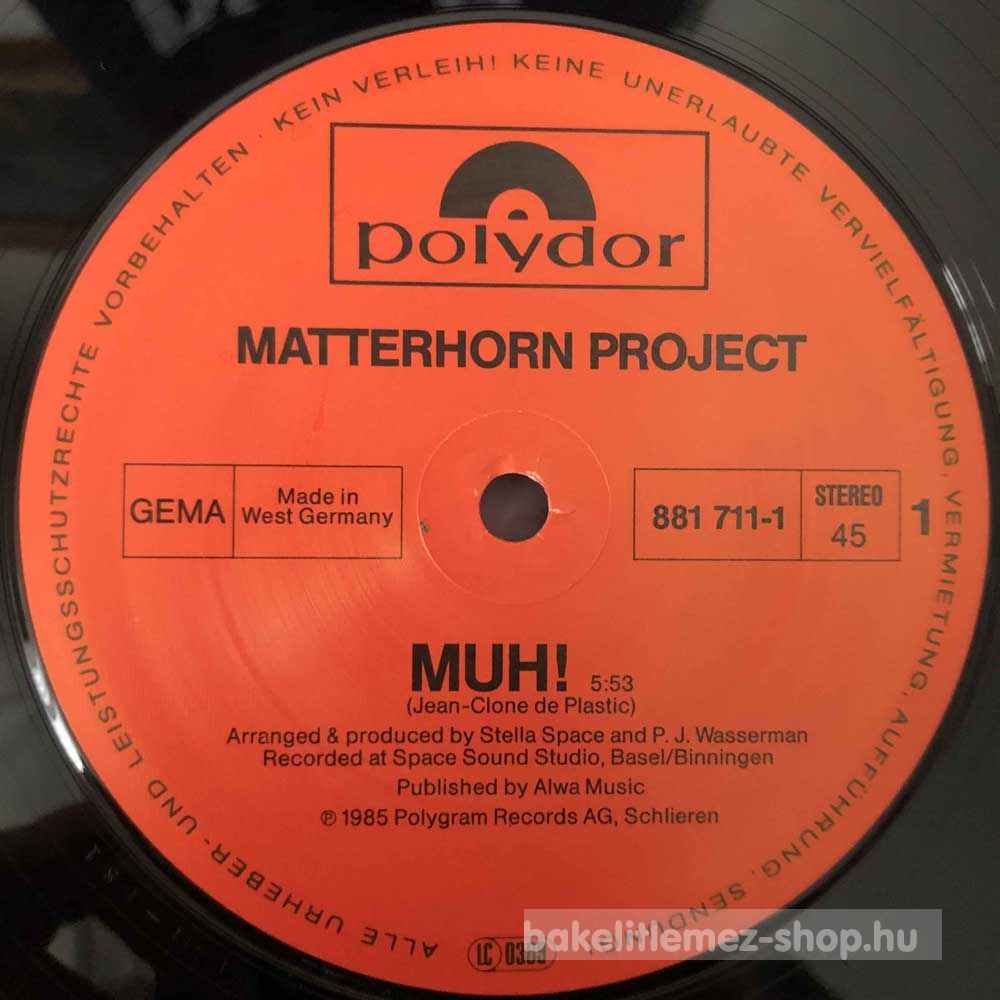 ALLE URHEBER- UND LEISTUNGSSCHUTZRECHTE VORBEHALTEN · KEIN VERLEIH! KEINE UNERLAUBTE VERVIELFÄLTIGUNG, VERMIETUNG, AUFFÜHRUNG, SENDUNG!
polydor
MATTERHORN PROJECT
GEMA
Made in
West Germany
881 711-1
STEREO
45
1
MUH! 5:53
(Jean-Clone de Plastic)
Arranged & produced by Stella Space and P. J. Wasserman
Recorded at Space Sound Studio, Basel/Binningen
Published by Alwa Music
℗ 1985 Polygram Records AG, Schlieren
LC
bakelitlemez-shop.hu